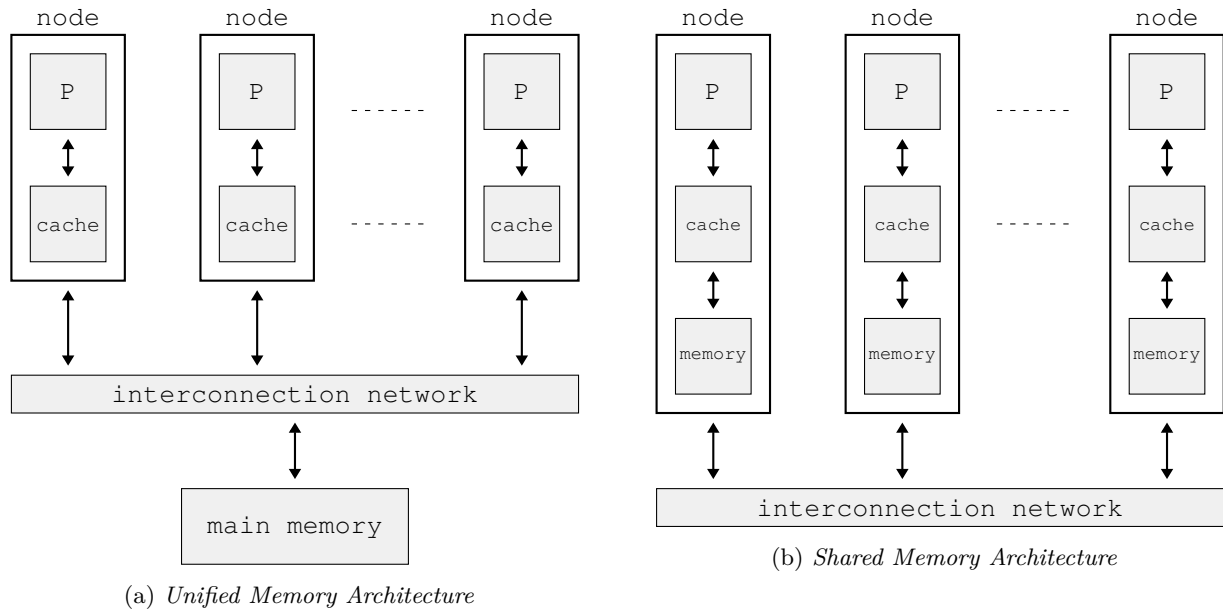 node node node
P P P
cache cache cache
interconnection network
main memory
(a) Unified Memory Architecture
node node node
P P P
cache cache cache
memory memory memory
interconnection network
(b) Shared Memory Architecture